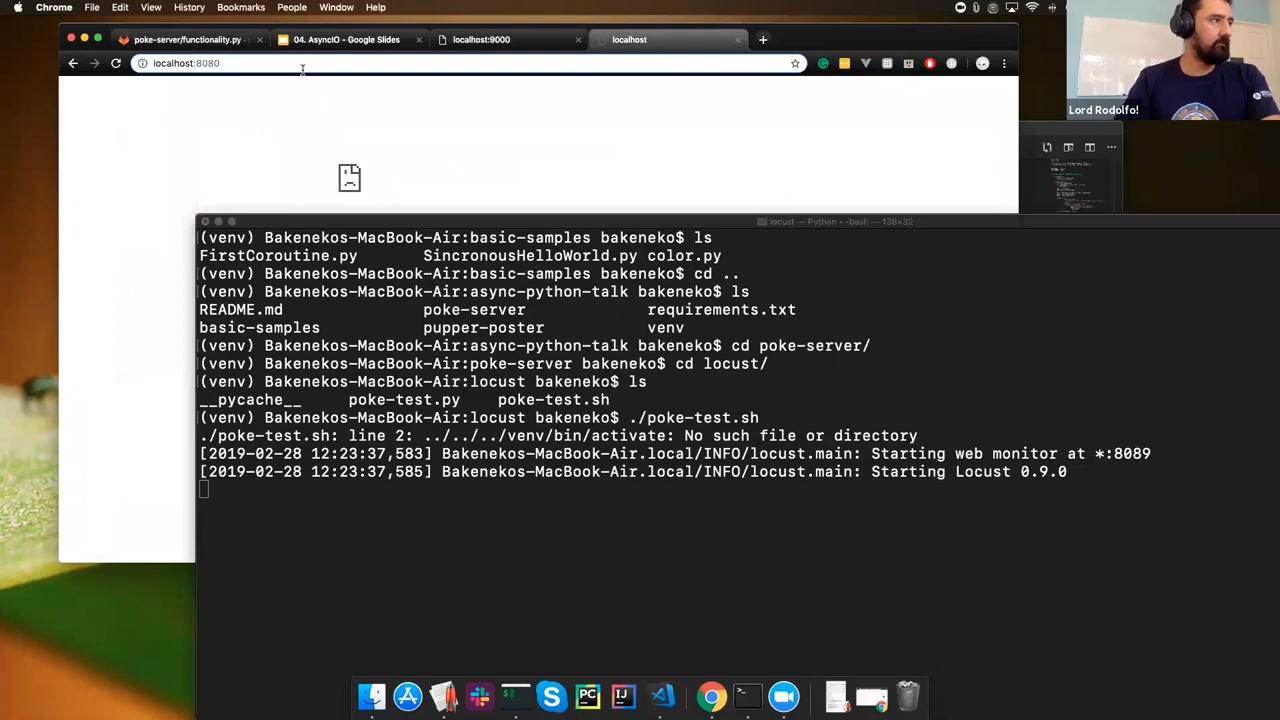 Chrome File Edit View History Bookmarks People Window Help
poke-server/functionality.py · 04. AsyncIO - Google Slides localhost:9000 localhost
localhost:8080
Lord Rodolfo!
locust — Python • -bash — 136×32
(venv) Bakenekos-MacBook-Air:basic-samples bakeneko$ ls
FirstCoroutine.py SincronousHelloWorld.py color.py
(venv) Bakenekos-MacBook-Air:basic-samples bakeneko$ cd ..
(venv) Bakenekos-MacBook-Air:async-python-talk bakeneko$ ls
README.md poke-server requirements.txt
basic-samples pupper-poster venv
(venv) Bakenekos-MacBook-Air:async-python-talk bakeneko$ cd poke-server/
(venv) Bakenekos-MacBook-Air:poke-server bakeneko$ cd locust/
(venv) Bakenekos-MacBook-Air:locust bakeneko$ ls
__pycache__ poke-test.py poke-test.sh
(venv) Bakenekos-MacBook-Air:locust bakeneko$ ./poke-test.sh
./poke-test.sh: line 2: ../../../venv/bin/activate: No such file or directory
[2019-02-28 12:23:37,583] Bakenekos-MacBook-Air.local/INFO/locust.main: Starting web monitor at *:8089
[2019-02-28 12:23:37,585] Bakenekos-MacBook-Air.local/INFO/locust.main: Starting Locust 0.9.0